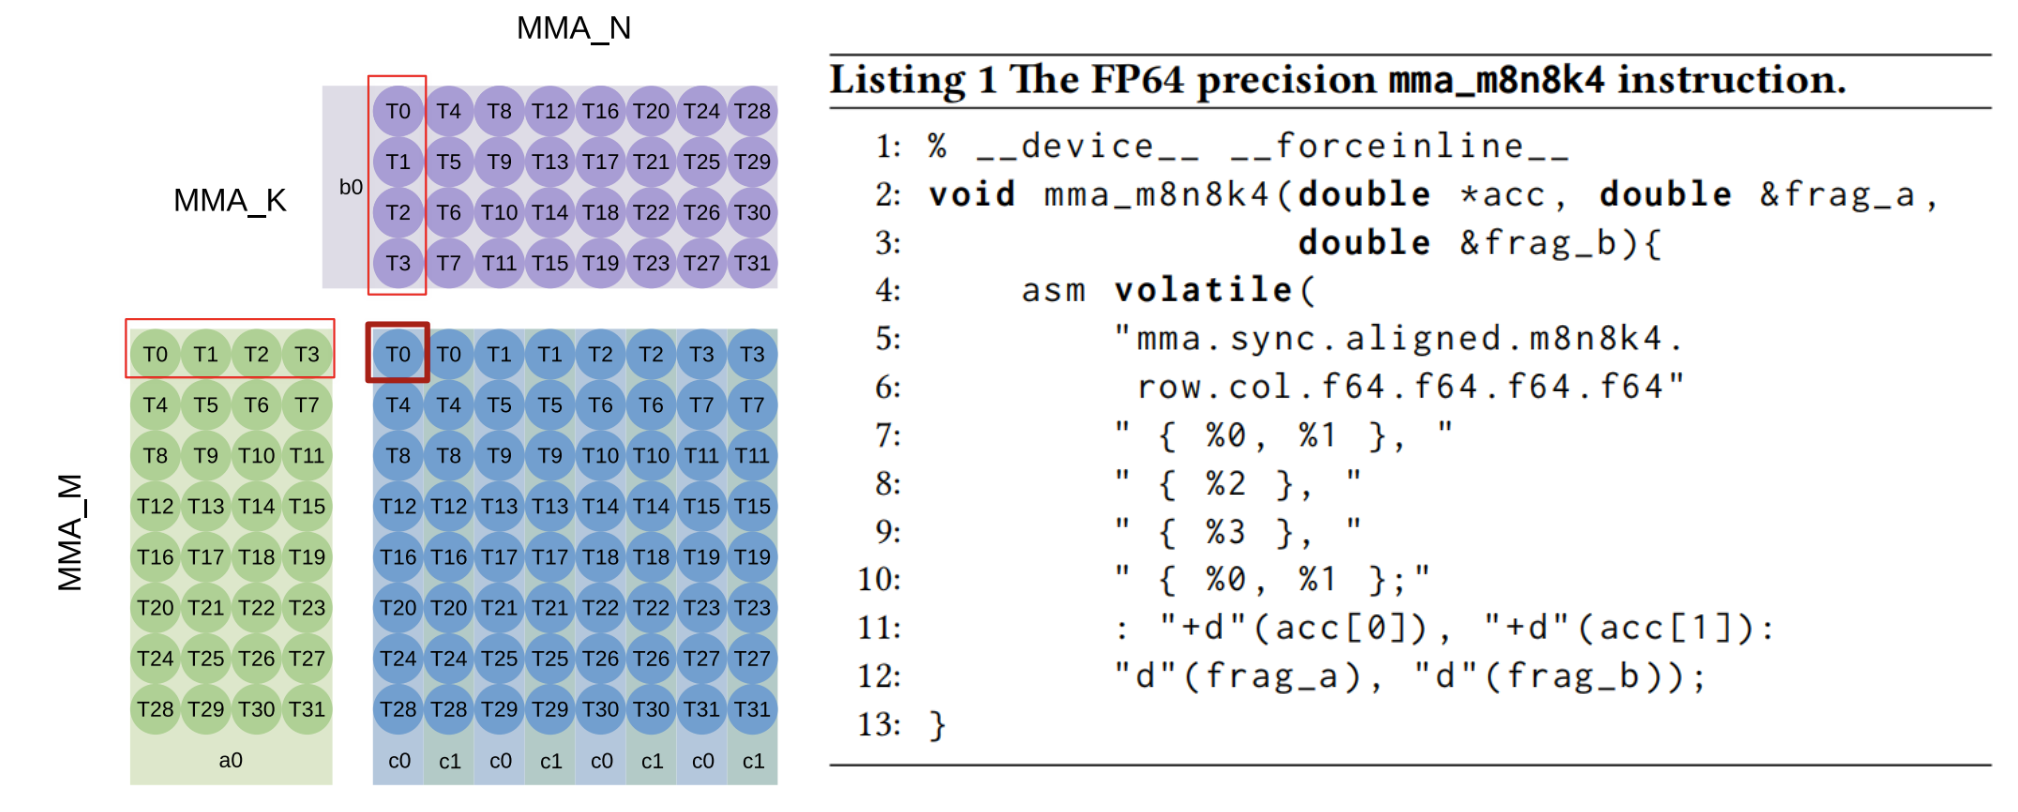 MMA_N
T0 T4 T8 T12 T16 T20 T24 T28
T1 T5 T9 T13 T17 T21 T25 T29
b0
MMA_K
T2 T6 T10 T14 T18 T22 T26 T30
T3 T7 T11 T15 T19 T23 T27 T31
MMA_M
T0 T1 T2 T3 T0 T0 T1 T1 T2 T2 T3 T3
T4 T5 T6 T7 T4 T4 T5 T5 T6 T6 T7 T7
T8 T9 T10 T11 T8 T8 T9 T9 T10 T10 T11 T11
T12 T13 T14 T15 T12 T12 T13 T13 T14 T14 T15 T15
T16 T17 T18 T19 T16 T16 T17 T17 T18 T18 T19 T19
T20 T21 T22 T23 T20 T20 T21 T21 T22 T22 T23 T23
T24 T25 T26 T27 T24 T24 T25 T25 T26 T26 T27 T27
T28 T29 T30 T31 T28 T28 T29 T29 T30 T30 T31 T31
a0 c0 c1 c0 c1 c0 c1 c0 c1
Listing 1 The FP64 precision mma_m8n8k4 instruction.
1: % __device__ __forceinline__
2: void mma_m8n8k4(double *acc, double &frag_a,
3: double &frag_b){
4: asm volatile(
5: "mma.sync.aligned.m8n8k4.
6: row.col.f64.f64.f64.f64"
7: " { %0, %1 }, "
8: " { %2 }, "
9: " { %3 }, "
10: " { %0, %1 };"
11: : "+d"(acc[0]), "+d"(acc[1]):
12: "d"(frag_a), "d"(frag_b));
13: }